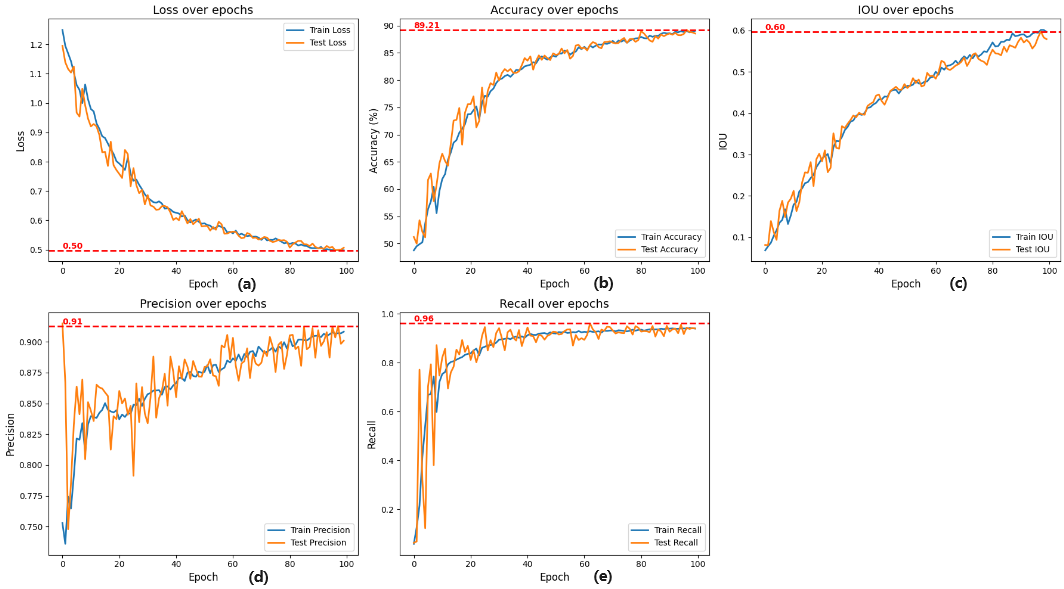 Loss over epochs
Train Loss
Test Loss
1.2
1.1
1.0
0.9
0.8
0.7
0.6
0.5
0.50
Loss
0
20
40
60
80
100
Epoch
(a)
Accuracy over epochs
89.21
90
85
80
75
70
65
60
55
50
Accuracy (%)
Train Accuracy
Test Accuracy
0
20
40
60
80
100
Epoch
(b)
IOU over epochs
0.60
0.6
0.5
0.4
0.3
0.2
0.1
IOU
Train IOU
Test IOU
0
20
40
60
80
100
Epoch
(c)
Precision over epochs
0.91
0.900
0.875
0.850
0.825
0.800
0.775
0.750
Precision
Train Precision
Test Precision
0
20
40
60
80
100
Epoch
(d)
Recall over epochs
0.96
1.0
0.8
0.6
0.4
0.2
Recall
Train Recall
Test Recall
0
20
40
60
80
100
Epoch
(e)